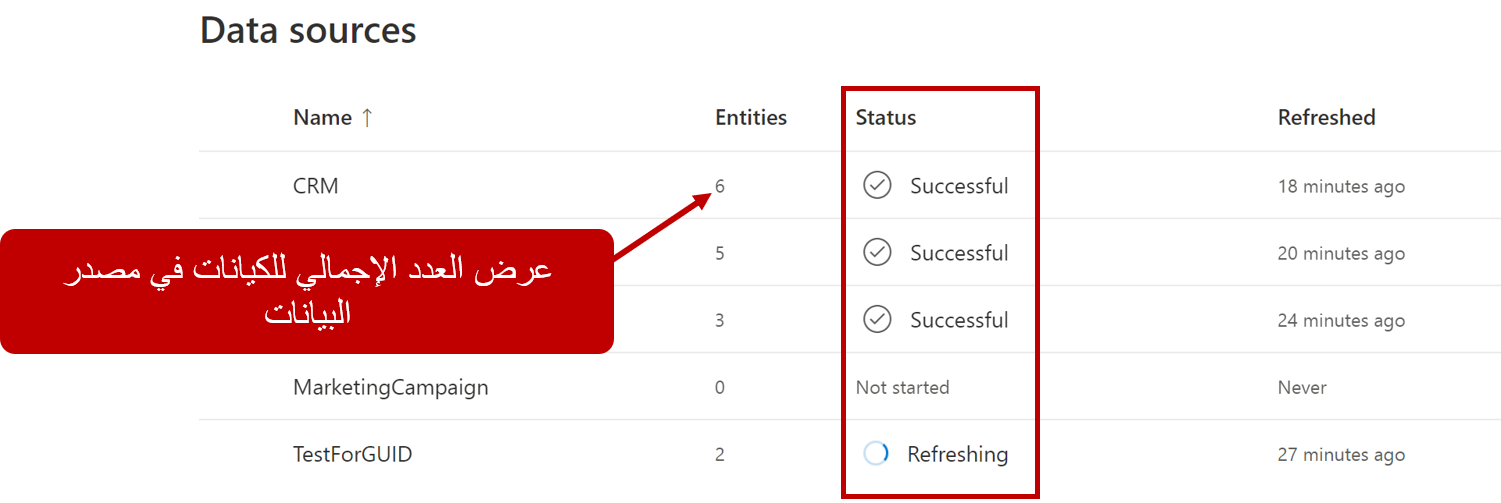 Data sources
Name ↑ Entities Status Refreshed
CRM 6 Successful 18 minutes ago
5 Successful 20 minutes ago
عرض العدد الإجمالي للكيانات في مصدر
البيانات
3 Successful 24 minutes ago
MarketingCampaign 0 Not started Never
TestForGUID 2 Refreshing 27 minutes ago